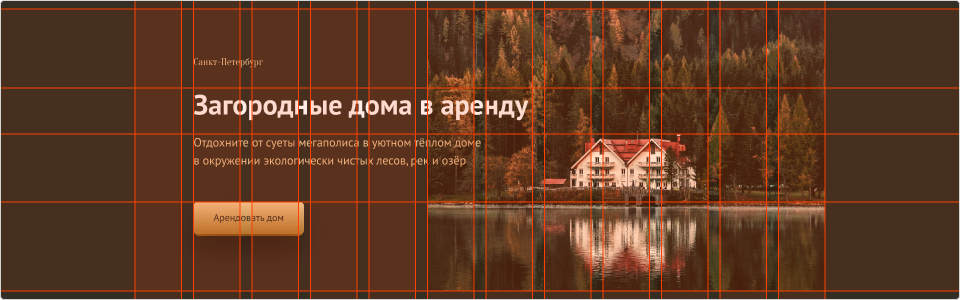 Санкт-Петербург
Загородные дома в аренду
Отдохните от суеты мегаполиса в уютном тёплом доме
в окружении экологически чистых лесов, рек и озёр
Арендовать дом